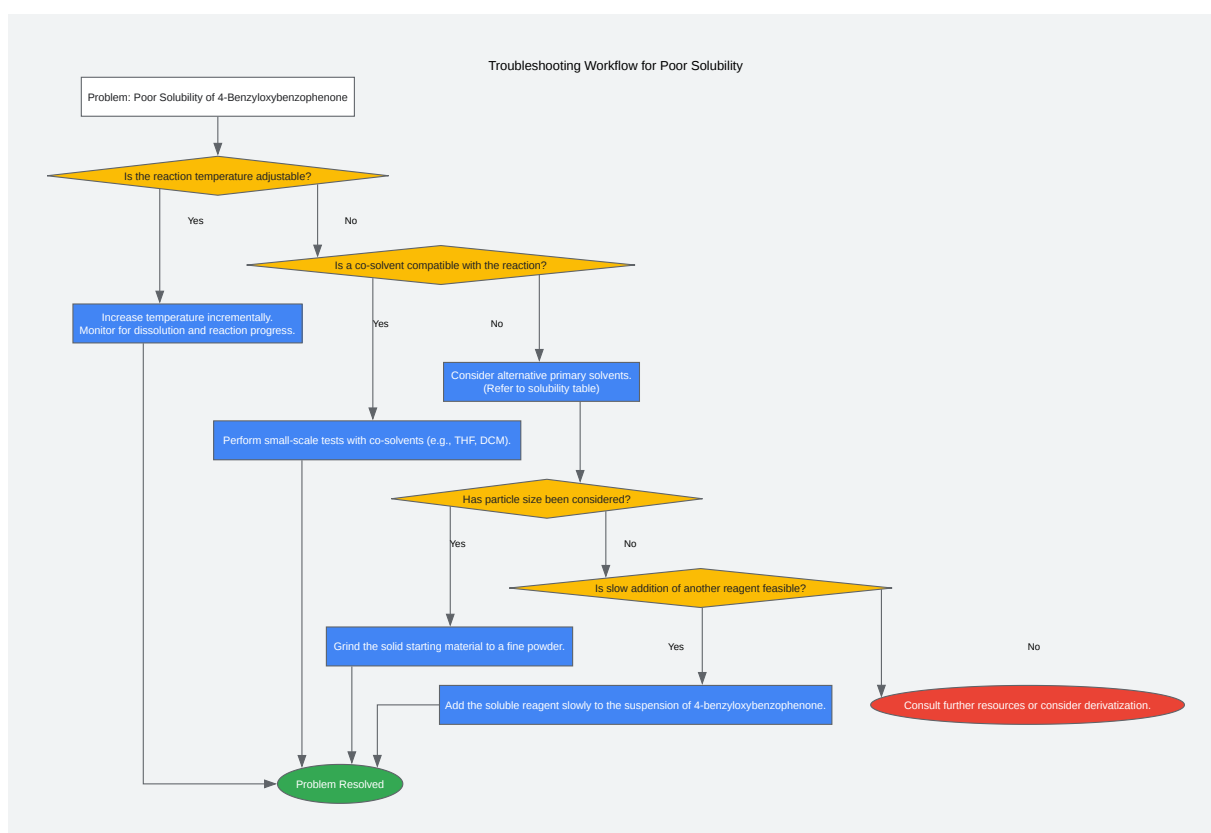 Troubleshooting Workflow for Poor Solubility
Problem: Poor Solubility of 4-Benzyloxybenzophenone
Is the reaction temperature adjustable?
Yes
No
Is a co-solvent compatible with the reaction?
Increase temperature incrementally.
Monitor for dissolution and reaction progress.
Yes
No
Consider alternative primary solvents.
(Refer to solubility table)
Perform small-scale tests with co-solvents (e.g., THF, DCM).
Has particle size been considered?
Yes
No
Is slow addition of another reagent feasible?
Grind the solid starting material to a fine powder.
Yes
No
Add the soluble reagent slowly to the suspension of 4-benzyloxybenzophenone.
Consult further resources or consider derivatization.
Problem Resolved